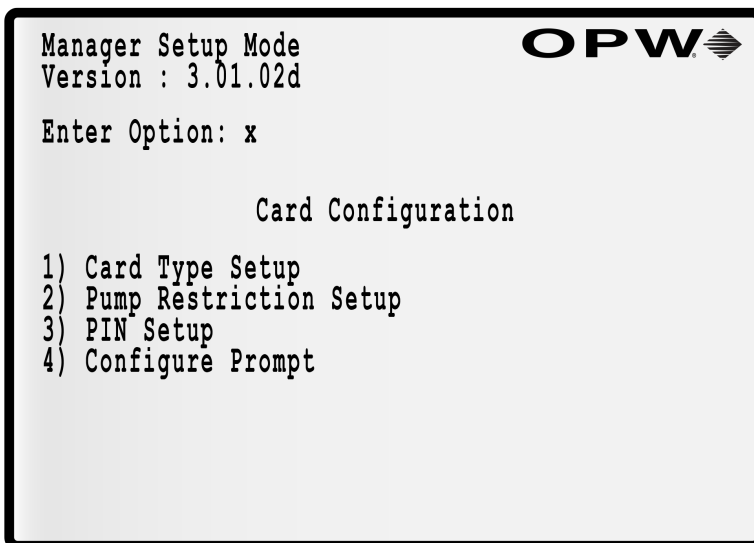 Manager Setup Mode
OPW
Version : 3.01.02d
Enter Option: x
Card Configuration
1) Card Type Setup
2) Pump Restriction Setup
3) PIN Setup
4) Configure Prompt